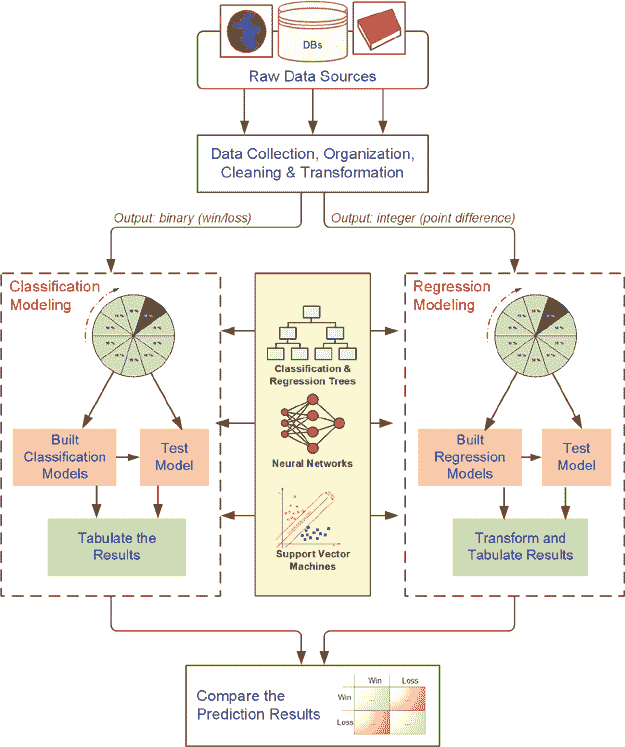 DBs
Raw Data Sources
Data Collection, Organization,
Cleaning & Transformation
Output: binary (win/loss)
Output: integer (point difference)
Classification
Modeling
Built
Classification
Models
Test
Model
Tabulate the
Results
Classification &
Regression Trees
Neural Networks
Support Vector
Machines
Regression
Modeling
Built
Regression
Models
Test
Model
Transform and
Tabulate Results
Compare the
Prediction Results
Win
Loss
Win
Loss